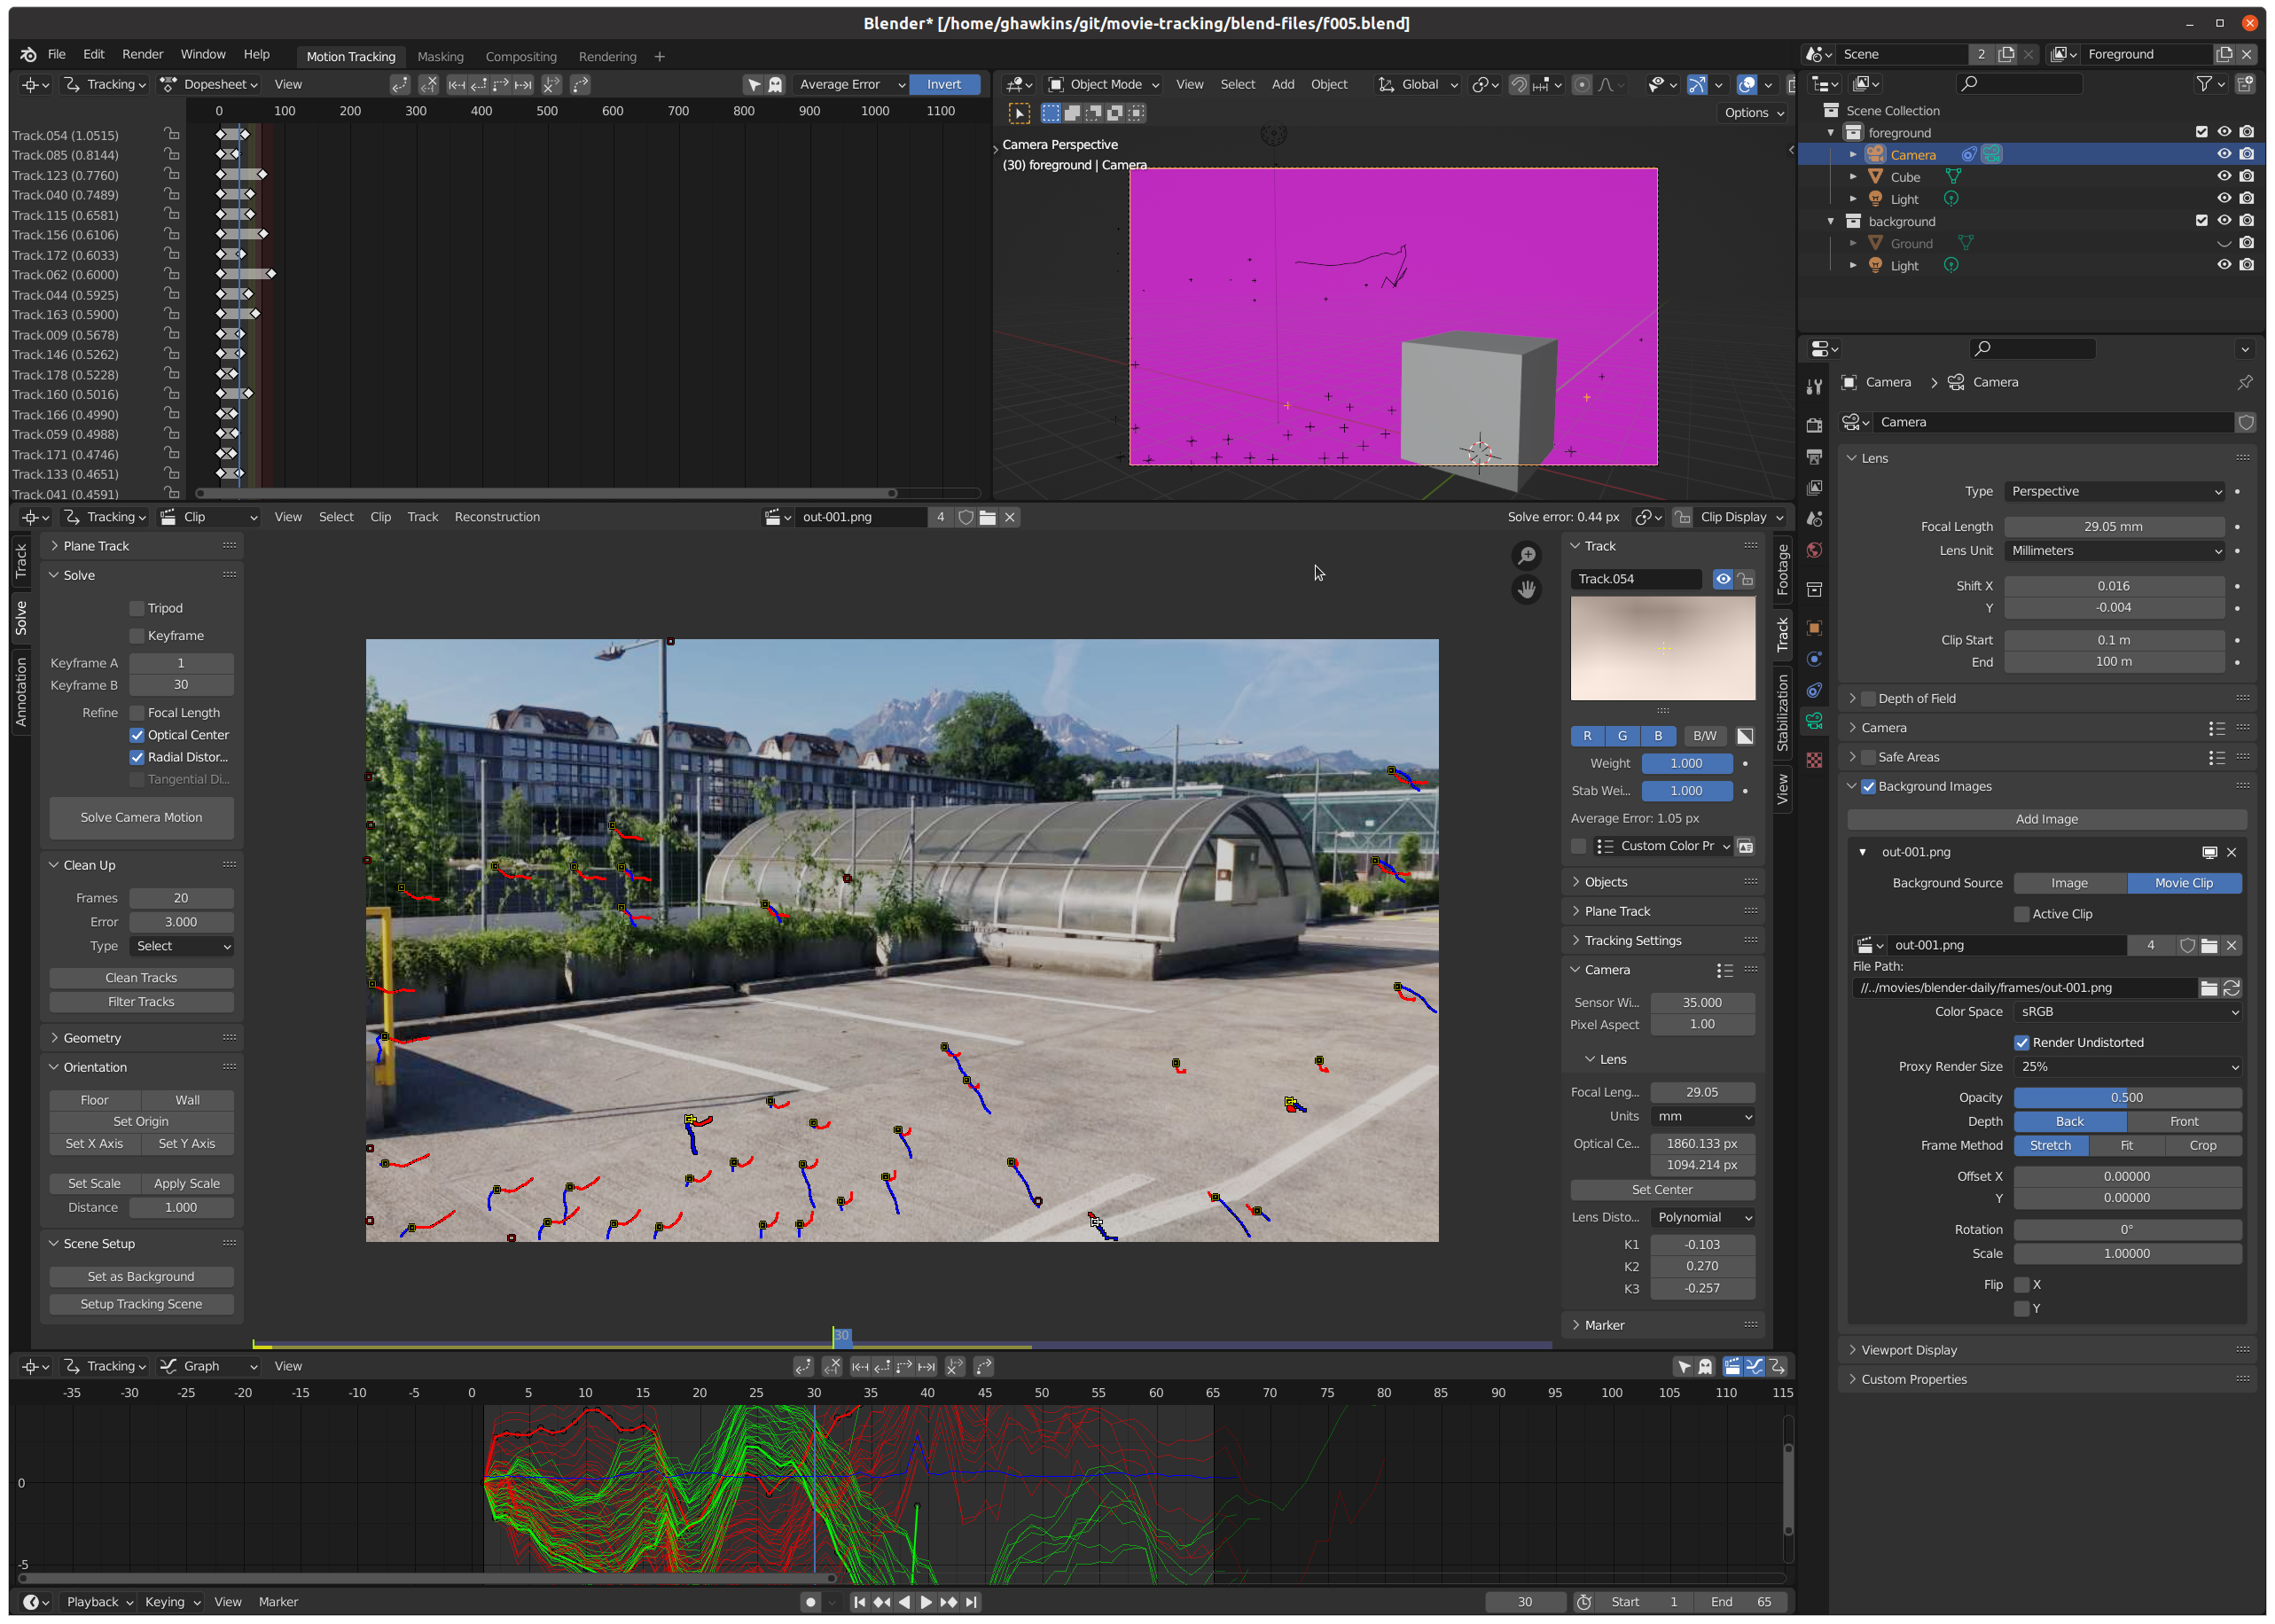 Blender* [/home/ghawkins/git/movie-tracking/blend-files/f005.blend]
File Edit Render Window Help Motion Tracking Masking Compositing Rendering + Scene 2 Foreground
Tracking Dopesheet View Average Error Invert
0 100 200 300 400 500 600 700 800 900 1000 1100
Track.054 (1.0515)
Track.085 (0.8144)
Track.123 (0.7760)
Track.040 (0.7489)
Track.115 (0.6581)
Track.156 (0.6106)
Track.172 (0.6033)
Track.062 (0.6000)
Track.044 (0.5925)
Track.163 (0.5900)
Track.009 (0.5678)
Track.146 (0.5262)
Track.178 (0.5228)
Track.160 (0.5016)
Track.166 (0.4990)
Track.059 (0.4988)
Track.171 (0.4746)
Track.133 (0.4651)
Track.041 (0.4591)
Object Mode View Select Add Object Global
Options
Camera Perspective
(30) foreground | Camera
Scene Collection
foreground
Camera
Cube
Light
background
Ground
Light
Tracking Clip View Select Clip Track Reconstruction out-001.png 4 Solve error: 0.44 px Clip Display
Track
Solve
Annotation
Plane Track
Solve
Tripod
Keyframe
Keyframe A 1
Keyframe B 30
Refine Focal Length
Optical Center
Radial Distor...
Tangential Di...
Solve Camera Motion
Clean Up
Frames 20
Error 3.000
Type Select
Clean Tracks
Filter Tracks
Geometry
Orientation
Floor Wall
Set Origin
Set X Axis Set Y Axis
Set Scale Apply Scale
Distance 1.000
Scene Setup
Set as Background
Setup Tracking Scene
30
Track
Track.054
R G B B/W
Weight 1.000
Stab Wei... 1.000
Average Error: 1.05 px
Custom Color Pr
Objects
Plane Track
Tracking Settings
Camera
Sensor Wi... 35.000
Pixel Aspect 1.00
Lens
Focal Leng... 29.05
Units mm
Optical Ce... 1860.133 px
1094.214 px
Set Center
Lens Disto... Polynomial
K1 -0.103
K2 0.270
K3 -0.257
Marker
Footage
Track
Stabilization
View
Camera Camera
Camera
Lens
Type Perspective
Focal Length 29.05 mm
Lens Unit Millimeters
Shift X 0.016
Y -0.004
Clip Start 0.1 m
End 100 m
Depth of Field
Camera
Safe Areas
Background Images
Add Image
out-001.png
Background Source Image Movie Clip
Active Clip
out-001.png 4
File Path:
//../movies/blender-daily/frames/out-001.png
Color Space sRGB
Render Undistorted
Proxy Render Size 25%
Opacity 0.500
Depth Back Front
Frame Method Stretch Fit Crop
Offset X 0.00000
Y 0.00000
Rotation 0°
Scale 1.00000
Flip X
Y
Viewport Display
Custom Properties
Tracking Graph View
-35 -30 -25 -20 -15 -10 -5 0 5 10 15 20 25 30 35 40 45 50 55 60 65 70 75 80 85 90 95 100 105 110 115
0
-5
Playback Keying View Marker 30 Start 1 End 65